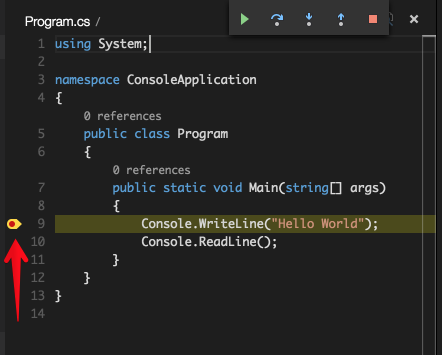 Program.cs /
1 using System;
2
3 namespace ConsoleApplication
4 {
0 references
5 public class Program
6 {
0 references
7 public static void Main(string[] args)
8 {
9 Console.WriteLine("Hello World");
10 Console.ReadLine();
11 }
12 }
13 }
14